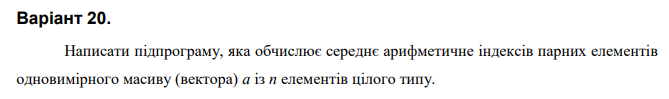 Варіант 20.
Написати підпрограму, яка обчислює середнє арифметичне індексів парних елементів
одновимірного масиву (вектора) a із n елементів цілого типу.